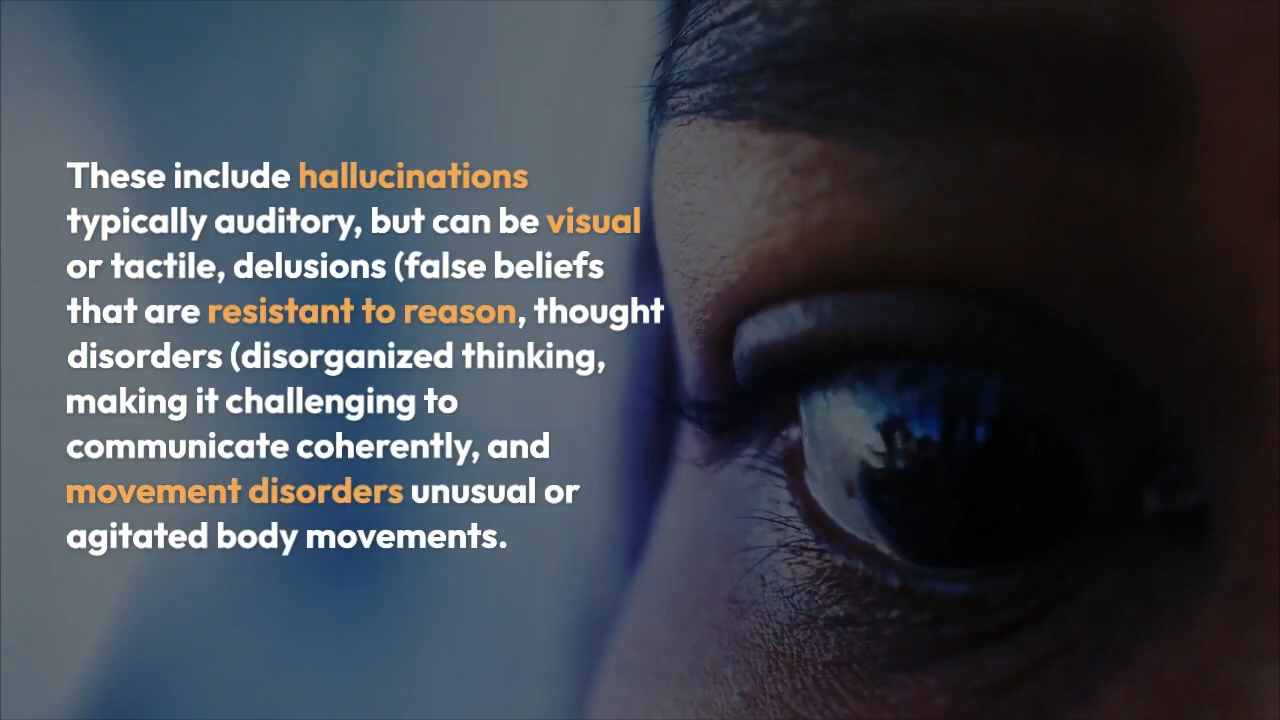 These include hallucinations
typically auditory, but can be visual
or tactile, delusions (false beliefs
that are resistant to reason, thought
disorders (disorganized thinking,
making it challenging to
communicate coherently, and
movement disorders unusual or
agitated body movements.